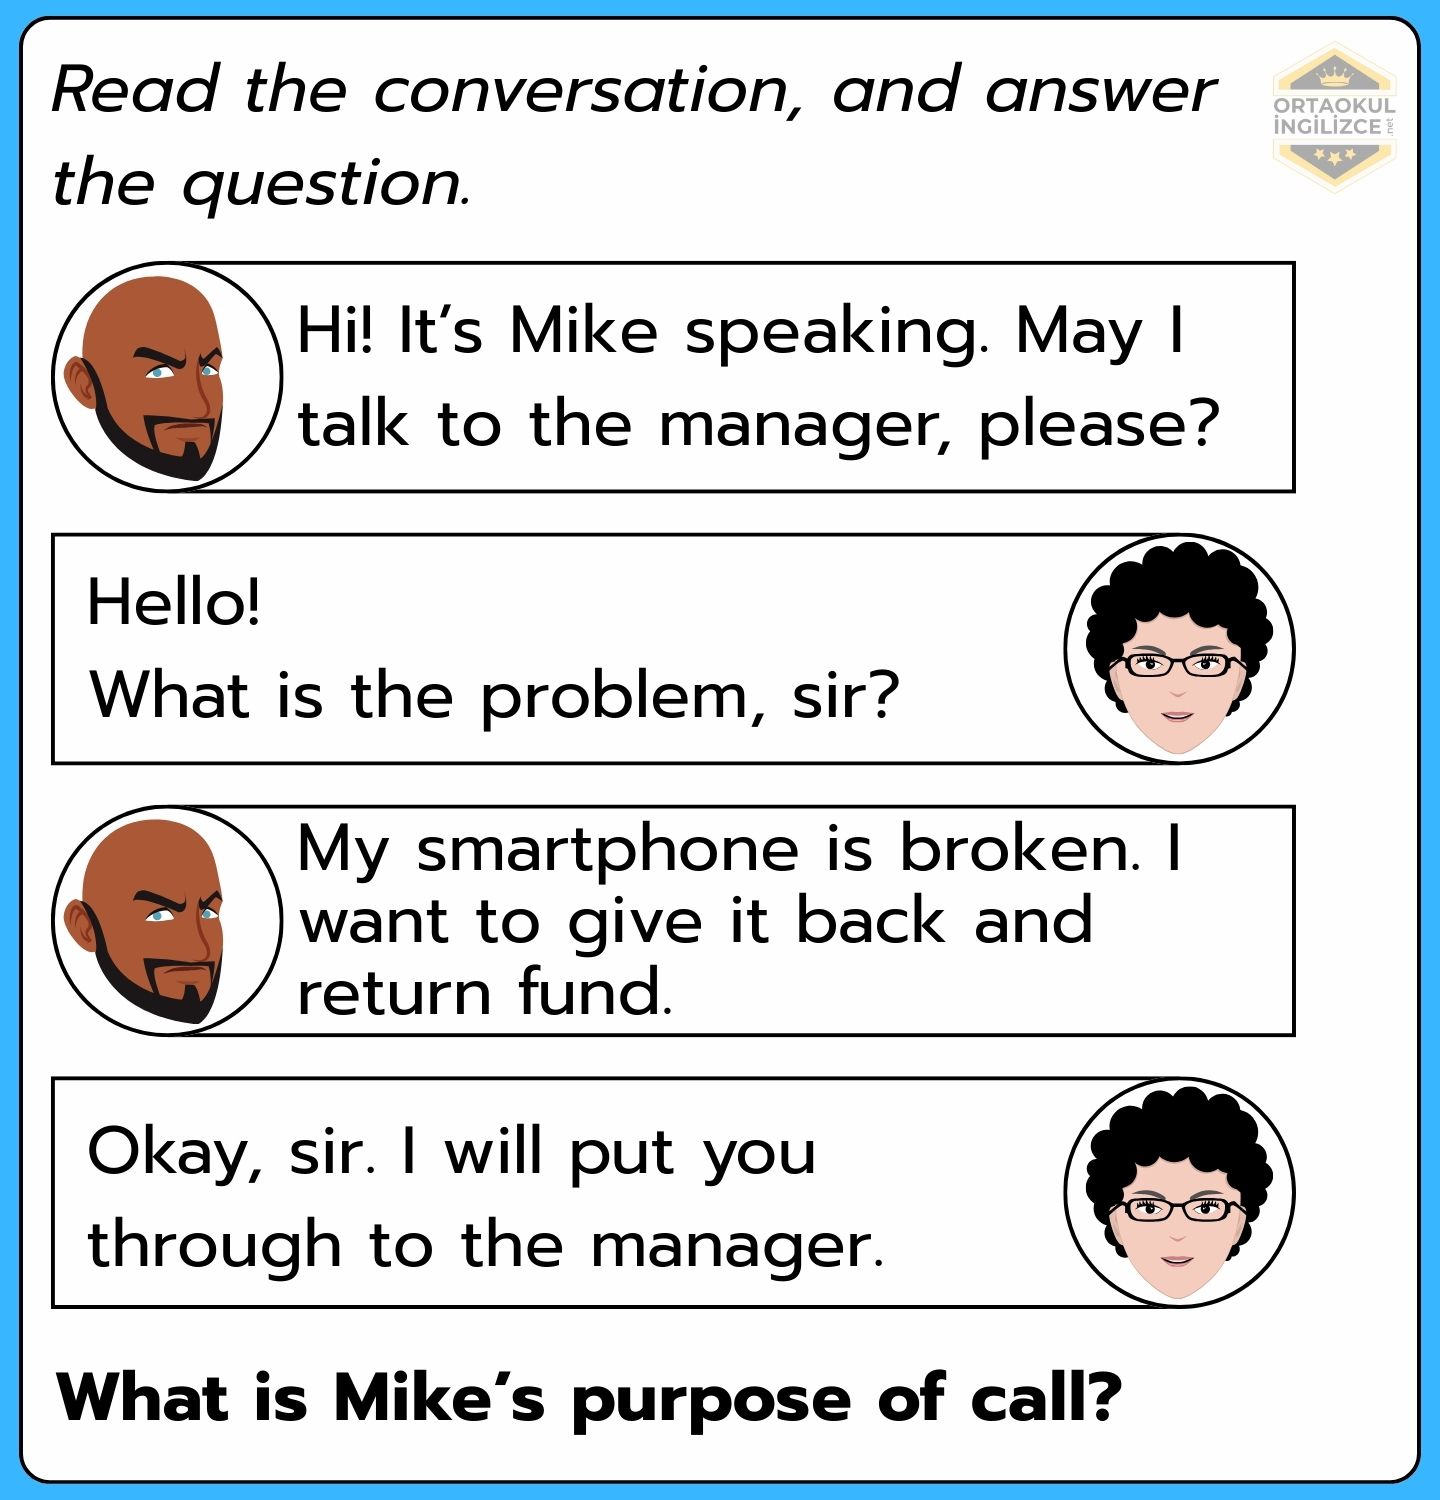 Read the conversation, and answer
the question.
ORTAOKUL
İNGİLİZCE
.net
Hi! It’s Mike speaking. May I
talk to the manager, please?
Hello!
What is the problem, sir?
My smartphone is broken. I
want to give it back and
return fund.
Okay, sir. I will put you
through to the manager.
What is Mike’s purpose of call?